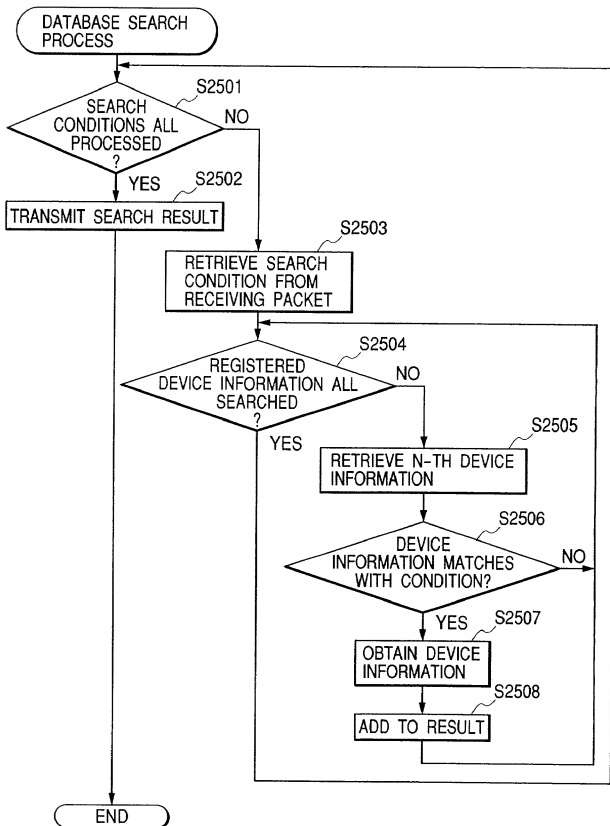 DATABASE SEARCH
PROCESS
S2501
SEARCH
CONDITIONS ALL
PROCESSED
?
NO
YES
S2502
TRANSMIT SEARCH RESULT
S2503
RETRIEVE SEARCH
CONDITION FROM
RECEIVING PACKET
S2504
REGISTERED
DEVICE INFORMATION ALL
SEARCHED
?
NO
YES
S2505
RETRIEVE N-TH DEVICE
INFORMATION
S2506
DEVICE
INFORMATION MATCHES
WITH CONDITION?
NO
YES
S2507
OBTAIN DEVICE
INFORMATION
S2508
ADD TO RESULT
END